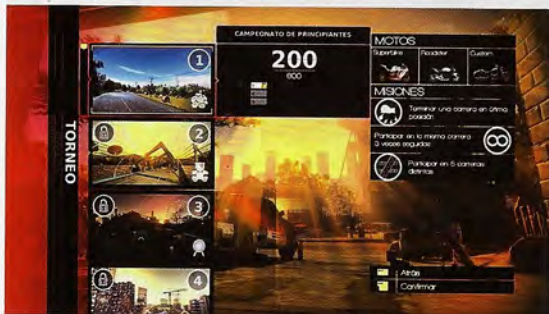 TORNEO
1
2
3
4
CAMPEONATO DE PRINCIPIANTES
200
600
MOTOS
Superbike
Roadster
Custom
MISIONES
Terminar una carrera en última
posición
Participar en la misma carrera
3 veces seguidas
Participar en 5 carreras
distintas
Atrás
Confirmar